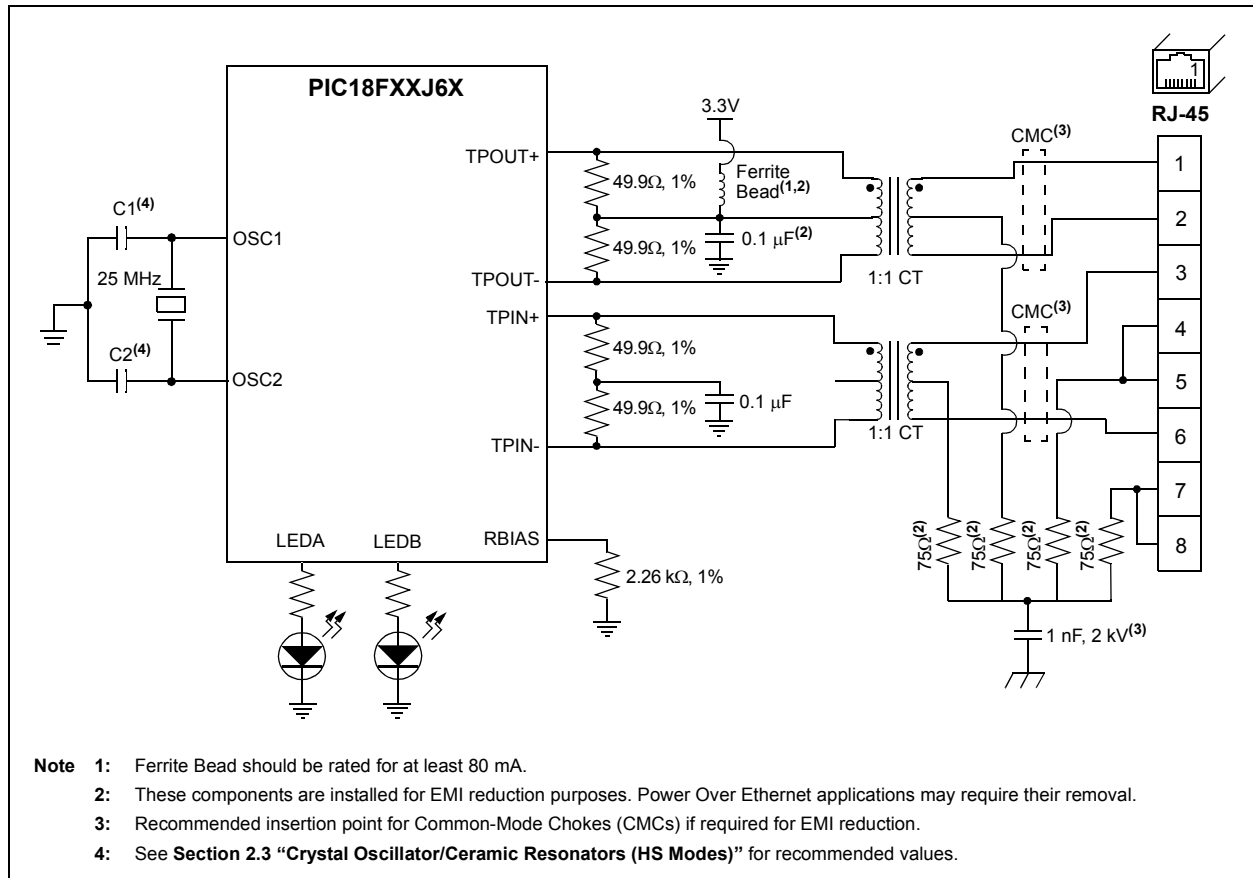 PIC18FXXJ6X
1
RJ-45
3.3V
CMC(3)
TPOUT+
49.9Ω, 1%
Ferrite
Bead(1,2)
1
C1(4)
OSC1
49.9Ω, 1%
0.1 μF(2)
2
25 MHz
TPOUT-
1:1 CT
3
TPIN+
CMC(3)
4
49.9Ω, 1%
C2(4)
OSC2
5
49.9Ω, 1%
0.1 μF
TPIN-
1:1 CT
6
7
LEDA
LEDB
RBIAS
75Ω(2)
75Ω(2)
75Ω(2)
75Ω(2)
8
2.26 kΩ, 1%
1 nF, 2 kV(3)
Note 1: Ferrite Bead should be rated for at least 80 mA.
2: These components are installed for EMI reduction purposes. Power Over Ethernet applications may require their removal.
3: Recommended insertion point for Common-Mode Chokes (CMCs) if required for EMI reduction.
4: See Section 2.3 “Crystal Oscillator/Ceramic Resonators (HS Modes)” for recommended values.